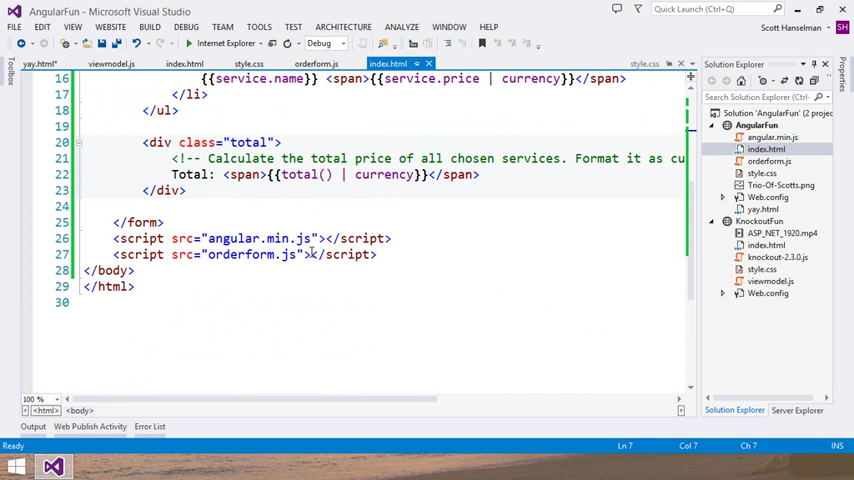 AngularFun - Microsoft Visual Studio
Quick Launch (Ctrl+Q)
FILE EDIT VIEW WEBSITE BUILD DEBUG TEAM TOOLS TEST ARCHITECTURE ANALYZE WINDOW HELP
Scott Hanselman SH
Internet Explorer Debug
Toolbox
yay.html* viewmodel.js index.html style.css orderform.js index.html style.css
16 {{service.name}} <span>{{service.price | currency}}</span>
17 </li>
18 </ul>
19
20 <div class="total">
21 <!-- Calculate the total price of all chosen services. Format it as cu
22 Total: <span>{{total() | currency}}</span>
23 </div>
24
25 </form>
26 <script src="angular.min.js"></script>
27 <script src="orderform.js"></script>
28 </body>
29 </html>
30
100 %
<html> <body>
Solution Explorer
Search Solution Explorer (Ctrl+;)
Solution 'AngularFun' (2 projec
AngularFun
angular.min.js
index.html
orderform.js
style.css
Trio-Of-Scotts.png
Web.config
yay.html
KnockoutFun
ASP_NET_1920.mp4
index.html
knockout-2.3.0.js
style.css
viewmodel.js
Web.config
Solution Explorer Server Explorer
Properties
Output Web Publish Activity Error List
Ready Ln 7 Col 7 Ch 7 INS